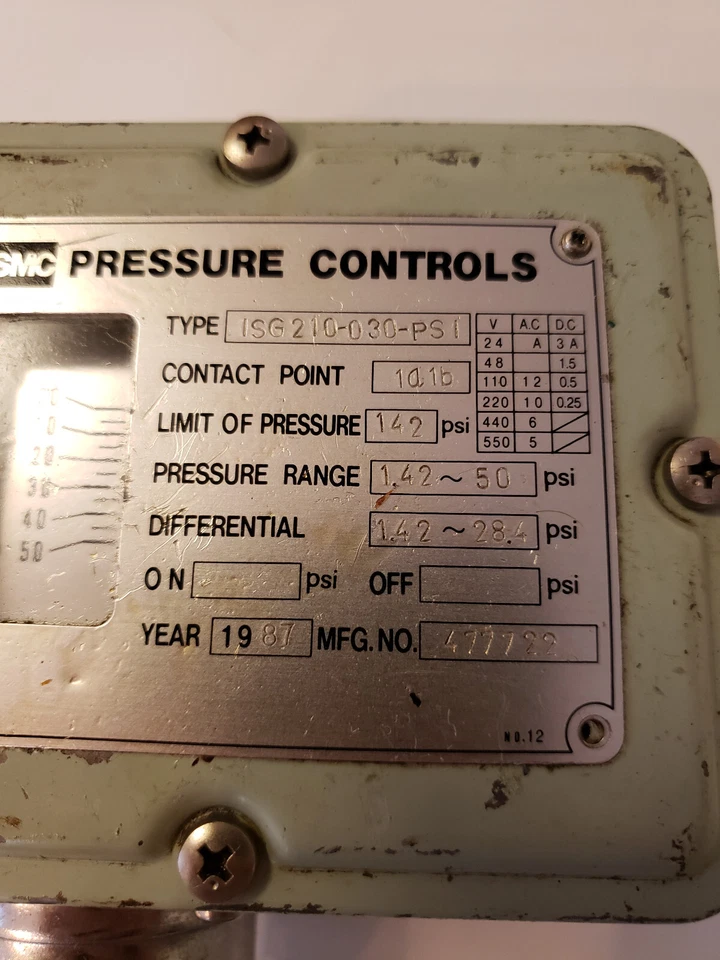 SMC PRESSURE CONTROLS
TYPE ISG210-030-PSI
V A.C D.C
24 A 3A
48 1.5
110 12 0.5
220 10 0.25
440 6
550 5
CONTACT POINT 1a1b
LIMIT OF PRESSURE 142 psi
PRESSURE RANGE 1.42~50 psi
DIFFERENTIAL 1.42~28.4 psi
ON psi OFF psi
YEAR 1987 MFG.NO. 477722
NO.12
20
30
40
50